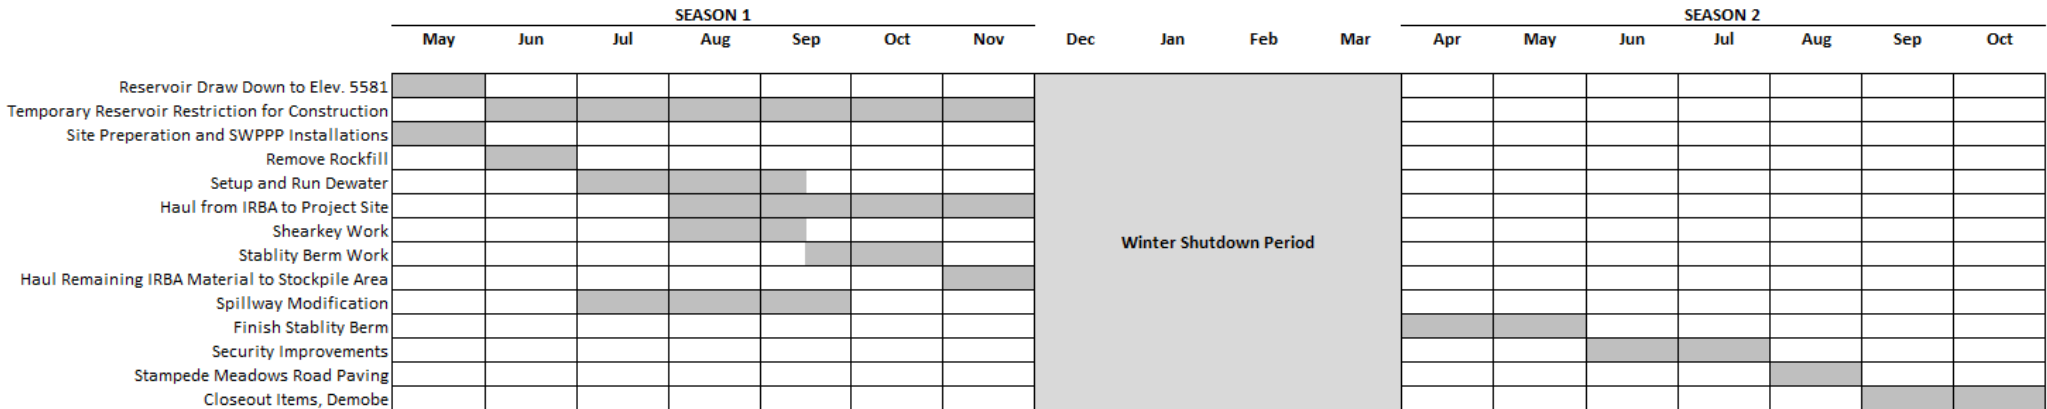 SEASON 1 SEASON 2
May Jun Jul Aug Sep Oct Nov Dec Jan Feb Mar Apr May Jun Jul Aug Sep Oct
Reservoir Draw Down to Elev. 5581
Temporary Reservoir Restriction for Construction
Site Preperation and SWPPP Installations
Remove Rockfill
Setup and Run Dewater
Haul from IRBA to Project Site
Shearkey Work
Winter Shutdown Period
Stablity Berm Work
Haul Remaining IRBA Material to Stockpile Area
Spillway Modification
Finish Stablity Berm
Security Improvements
Stampede Meadows Road Paving
Closeout Items, Demobe